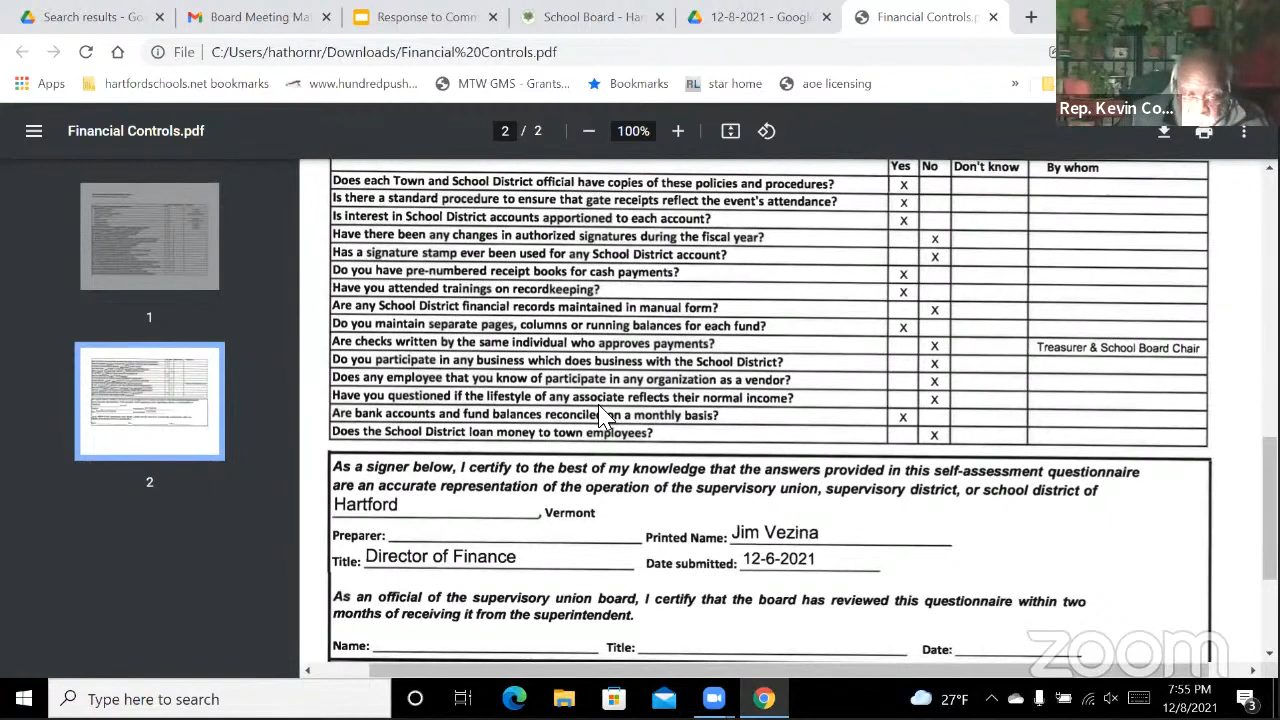 Search results - Go
Board Meeting Ma
Response to Com
School Board - Ha
12-8-2021 - Google
Financial Controls.p
File C:/Users/hathornr/Downloads/Financial%20Controls.pdf
Apps hartfordschools.net bookmarks www.hundredpush... MTW GMS - Grants... Bookmarks RL star home aoe licensing »
Rep. Kevin Co...
Financial Controls.pdf 2 / 2 100%
1
2
Yes No Don't know By whom
Does each Town and School District official have copies of these policies and procedures? X
Is there a standard procedure to ensure that gate receipts reflect the event's attendance? X
Is interest in School District accounts apportioned to each account? X
Have there been any changes in authorized signatures during the fiscal year? X
Has a signature stamp ever been used for any School District account? X
Do you have pre-numbered receipt books for cash payments? X
Have you attended trainings on recordkeeping? X
Are any School District financial records maintained in manual form? X
Do you maintain separate pages, columns or running balances for each fund? X
Are checks written by the same individual who approves payments? X Treasurer & School Board Chair
Do you participate in any business which does business with the School District? X
Does any employee that you know of participate in any organization as a vendor? X
Have you questioned if the lifestyle of any associate reflects their normal income? X
Are bank accounts and fund balances reconciled on a monthly basis? X
Does the School District loan money to town employees? X
As a signer below, I certify to the best of my knowledge that the answers provided in this self-assessment questionnaire
are an accurate representation of the operation of the supervisory union, supervisory district, or school district of
Hartford, Vermont
Preparer: Printed Name: Jim Vezina
Title: Director of Finance Date submitted: 12-6-2021
As an official of the supervisory union board, I certify that the board has reviewed this questionnaire within two
months of receiving it from the superintendent.
Name: Title: Date:
zoom
Type here to search
27°F
7:55 PM
12/8/2021
3